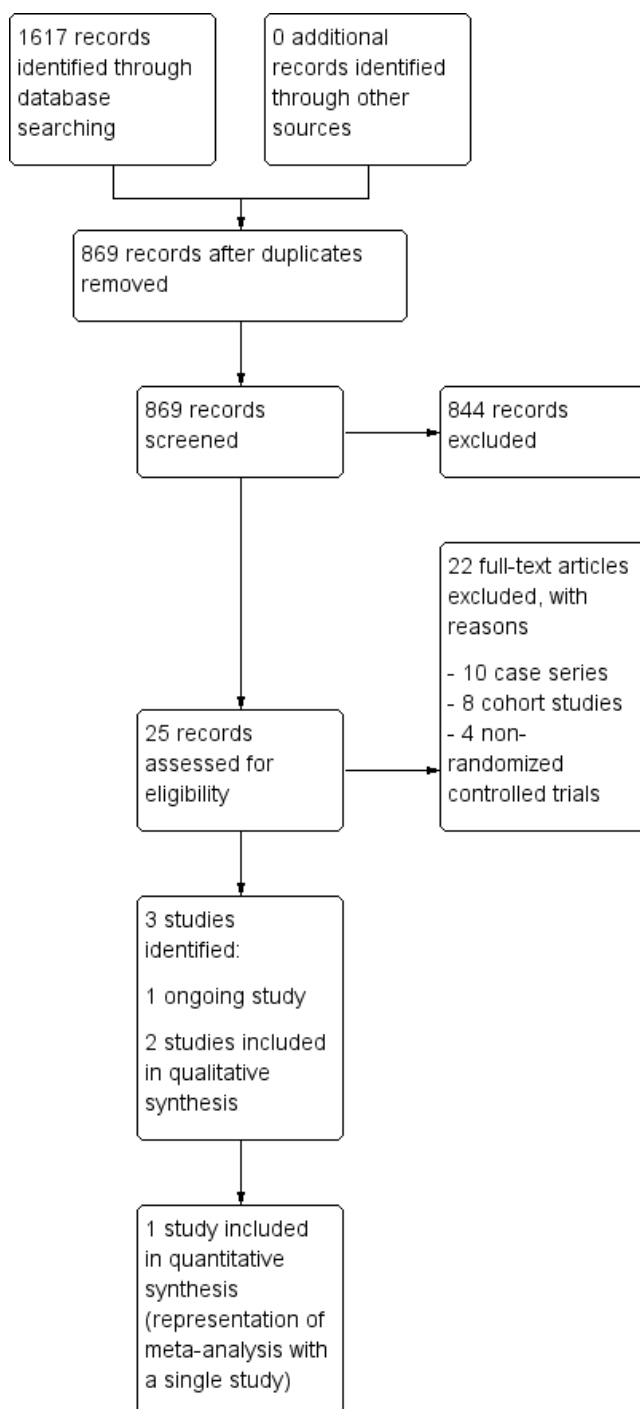 1617 records
identified through
database
searching
0 additional
records identified
through other
sources
869 records after duplicates
removed
869 records
screened
844 records
excluded
22 full-text articles
excluded, with
reasons
- 10 case series
- 8 cohort studies
- 4 non-
randomized
controlled trials
25 records
assessed for
eligibility
3 studies
identified:
1 ongoing study
2 studies included
in qualitative
synthesis
1 study included
in quantitative
synthesis
(representation of
meta-analysis with
a single study)